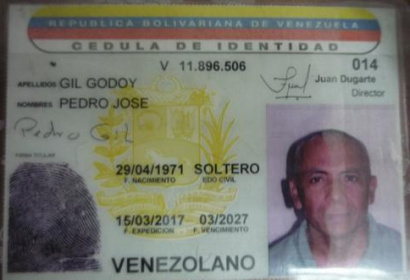 REPUBLICA BOLIVARIANA DE VENEZUELA
CEDULA DE IDENTIDAD
V 11.896.506 014
APELLIDOS GIL GODOY Juan Dugarte
Director
NOMBRES PEDRO JOSE
Pedro Gil
FIRMA TITULAR
29/04/1971 SOLTERO
F. NACIMIENTO EDO CIVIL
15/03/2017 03/2027
F. EXPEDICION F. VENCIMIENTO
VENEZOLANO